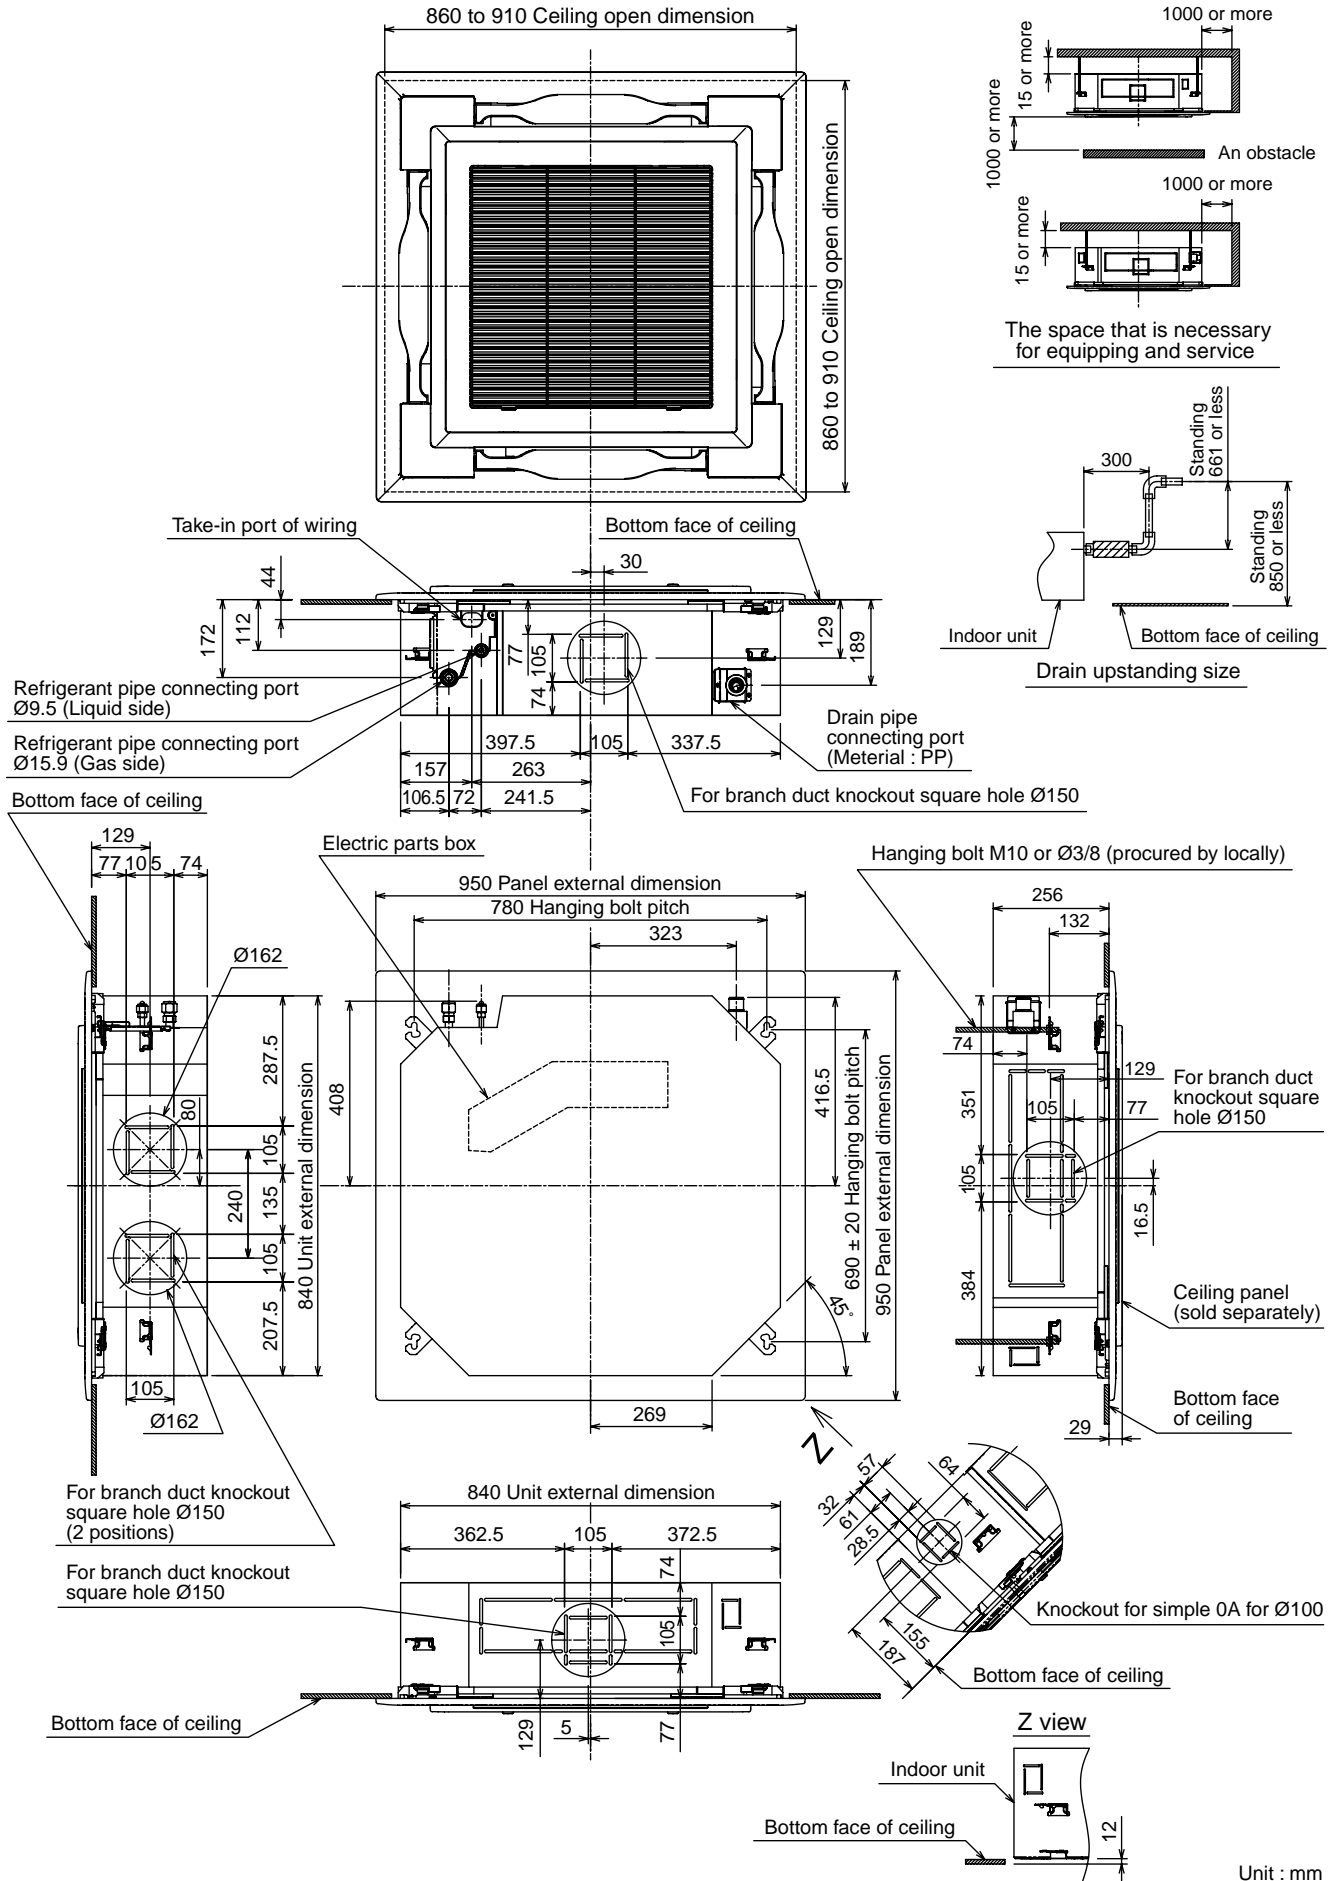 860 to 910 Ceiling open dimension
860 to 910 Ceiling open dimension
1000 or more
15 or more
1000 or more
An obstacle
1000 or more
15 or more
The space that is necessary
for equipping and service
300
Standing
661 or less
Standing
850 or less
Indoor unit
Bottom face of ceiling
Drain upstanding size
Take-in port of wiring
Bottom face of ceiling
30
44
112
172
77
105
74
129
189
Refrigerant pipe connecting port
Ø9.5 (Liquid side)
Refrigerant pipe connecting port
Ø15.9 (Gas side)
Drain pipe
connecting port
(Meterial : PP)
397.5
105
337.5
157
263
106.5
72
241.5
For branch duct knockout square hole Ø150
Bottom face of ceiling
129
77
105
74
Ø162
287.5
80
105
135
240
105
207.5
840 Unit external dimension
105
Ø162
For branch duct knockout
square hole Ø150
(2 positions)
For branch duct knockout
square hole Ø150
Electric parts box
950 Panel external dimension
780 Hanging bolt pitch
323
408
416.5
690 ± 20 Hanging bolt pitch
950 Panel external dimension
45°
269
Z
Hanging bolt M10 or Ø3/8 (procured by locally)
256
132
74
129
351
105
77
105
16.5
384
For branch duct
knockout square
hole Ø150
Ceiling panel
(sold separately)
Bottom face
of ceiling
29
840 Unit external dimension
362.5
105
372.5
74
105
77
129
5
Bottom face of ceiling
57
64
32
61
28.5
155
187
Knockout for simple 0A for Ø100
Bottom face of ceiling
Z view
Indoor unit
Bottom face of ceiling
12
Unit : mm